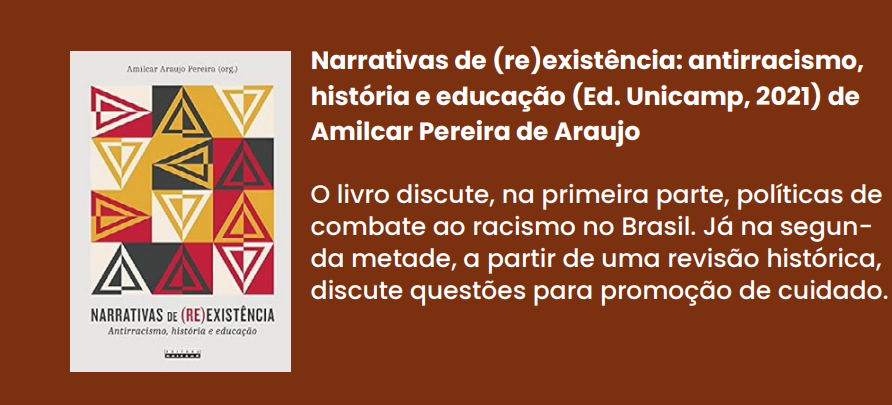 Amilcar Araujo Pereira (org.)
NARRATIVAS DE (RE)EXISTÊNCIA
Antirracismo, história e educação
EDITORA
UNICAMP
Narrativas de (re)existência: antirracismo,
história e educação (Ed. Unicamp, 2021) de
Amilcar Pereira de Araujo
O livro discute, na primeira parte, políticas de
combate ao racismo no Brasil. Já na segun-
da metade, a partir de uma revisão histórica,
discute questões para promoção de cuidado.